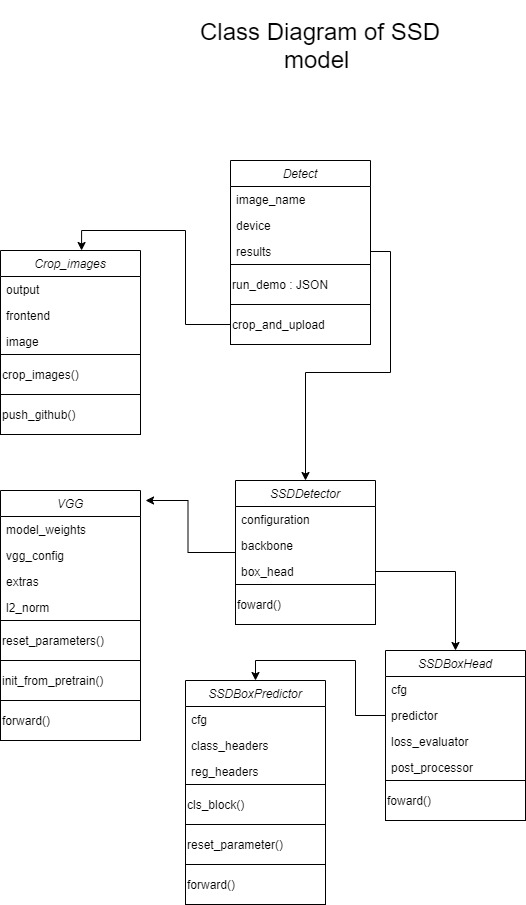 Class Diagram of SSD
model
Detect
image_name
device
results
run_demo : JSON
crop_and_upload
Crop_images
output
frontend
image
crop_images()
push_github()
SSDDetector
configuration
backbone
box_head
foward()
VGG
model_weights
vgg_config
extras
l2_norm
reset_parameters()
init_from_pretrain()
forward()
SSDBoxHead
cfg
predictor
loss_evaluator
post_processor
foward()
SSDBoxPredictor
cfg
class_headers
reg_headers
cls_block()
reset_parameter()
forward()